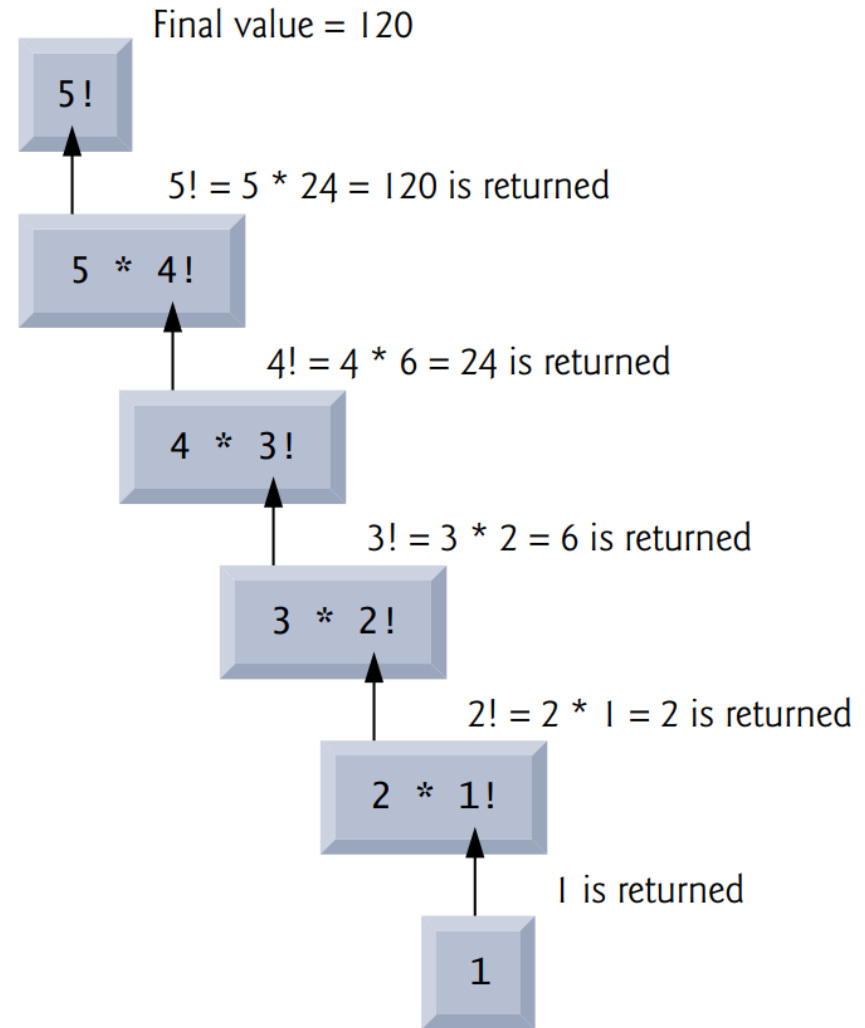 Final value = 120
5!
5! = 5 * 24 = 120 is returned
5 * 4!
4! = 4 * 6 = 24 is returned
4 * 3!
3! = 3 * 2 = 6 is returned
3 * 2!
2! = 2 * 1 = 2 is returned
2 * 1!
1 is returned
1